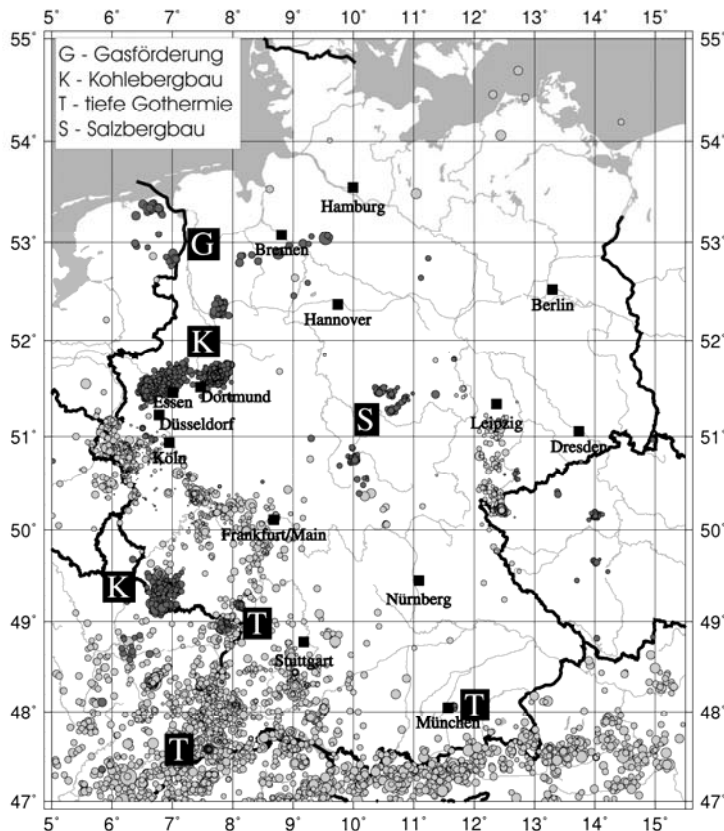 5° 6° 7° 8° 9° 10° 11° 12° 13° 14° 15°
55° 55°
G - Gasförderung
K - Kohlebergbau
T - tiefe Gothermie
S - Salzbergbau
54° 54°
Hamburg
53° G Bremen 53°
Berlin
Hannover
52° K 52°
Essen Dortmund
Düsseldorf S Leipzig
51° 51°
Köln Dresden
50° Frankfurt/Main 50°
K Nürnberg
49° T 49°
Stuttgart
48° T 48°
München
T
47° 47°
5° 6° 7° 8° 9° 10° 11° 12° 13° 14° 15°